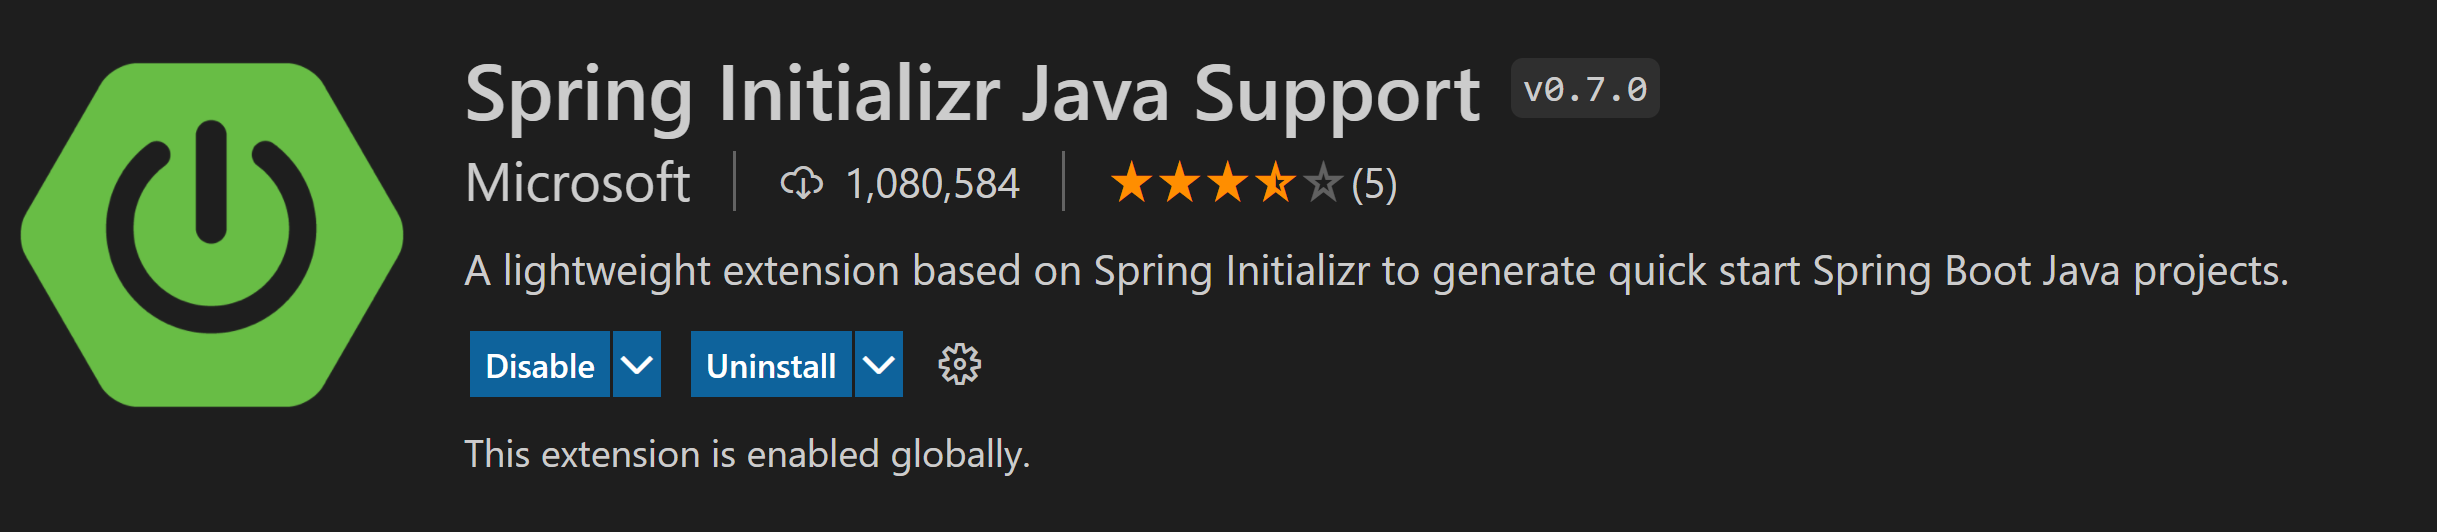 Spring Initializr Java Support v0.7.0
Microsoft 1,080,584 (5)
A lightweight extension based on Spring Initializr to generate quick start Spring Boot Java projects.
Disable Uninstall
This extension is enabled globally.